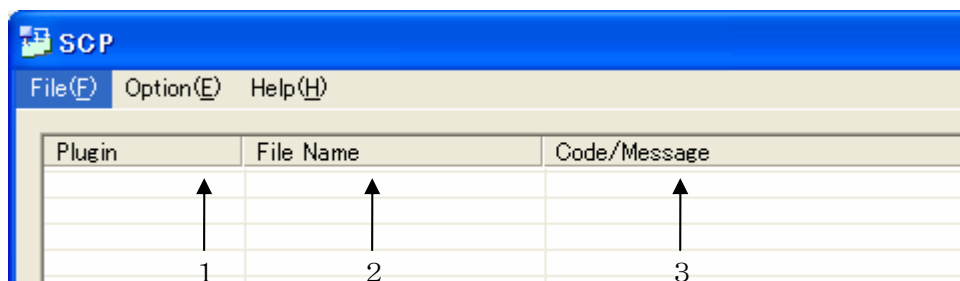 SCP
File(F) Option(E) Help(H)
Plugin File Name Code/Message
1 2 3